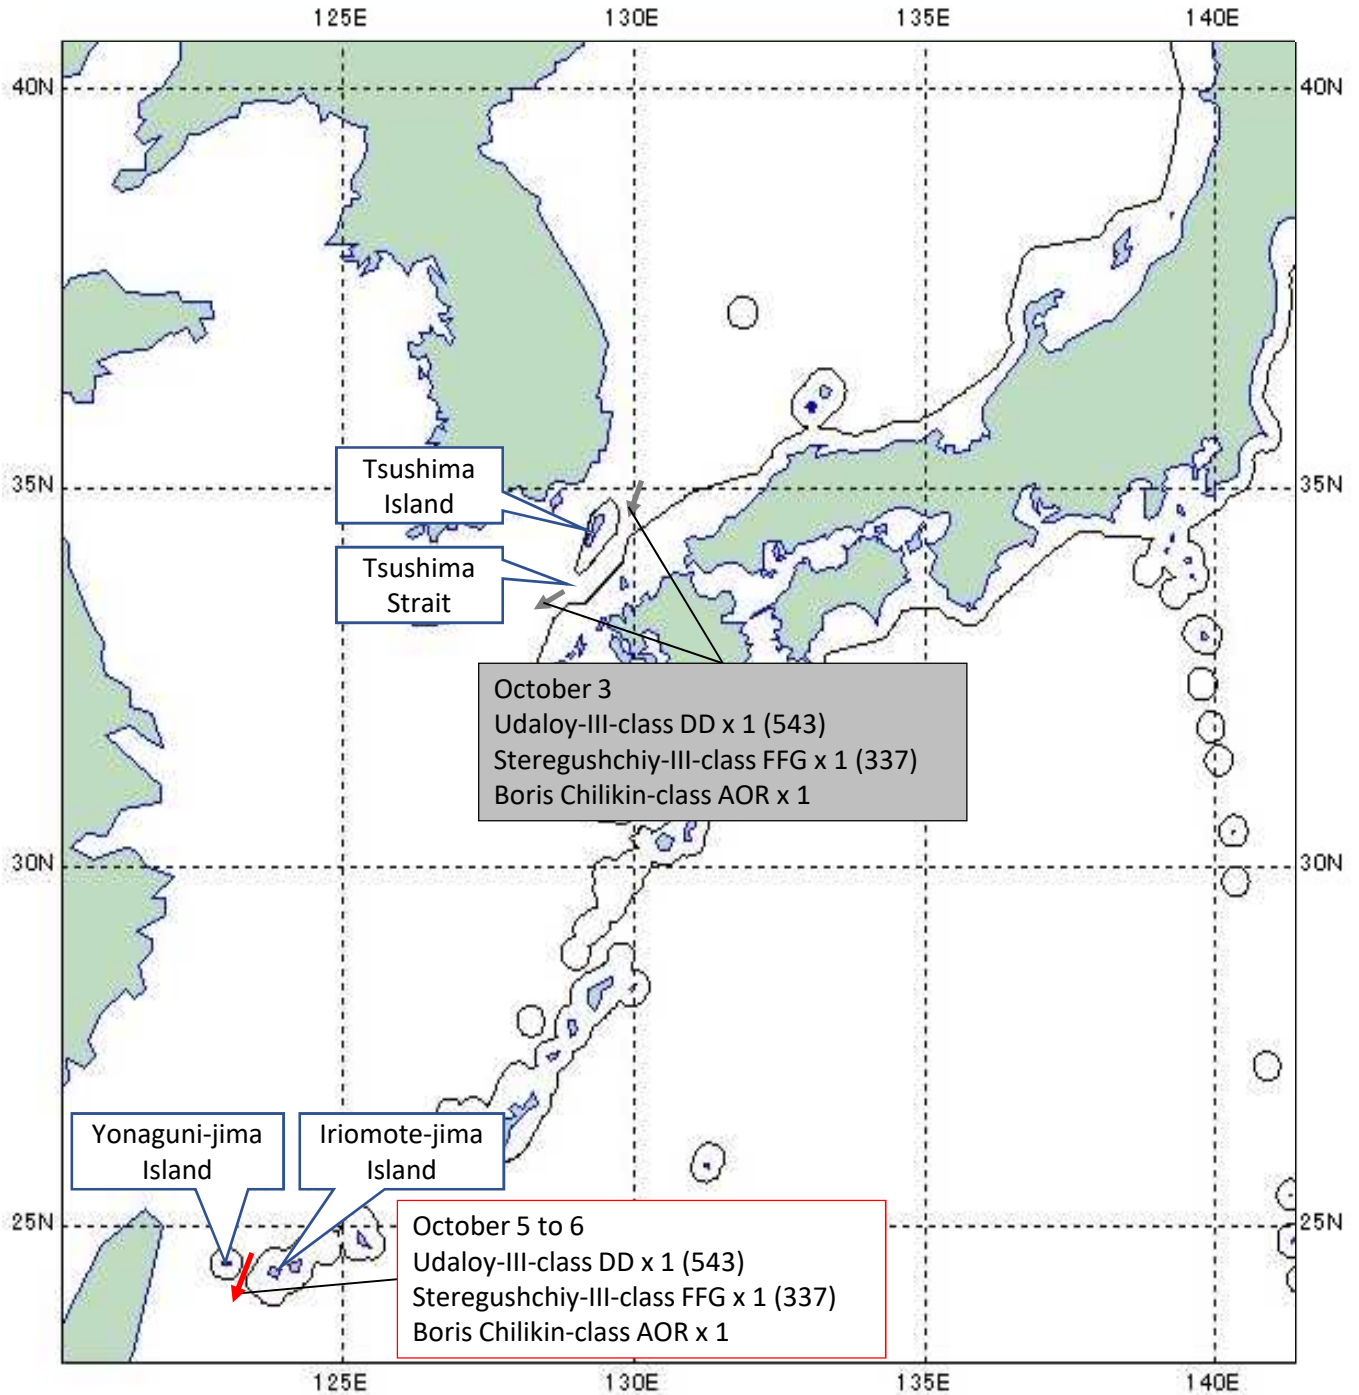 125E 130E 135E 140E
40N 40N
Tsushima
Island
35N 35N
Tsushima
Strait
October 3
Udaloy-III-class DD x 1 (543)
Steregushchiy-III-class FFG x 1 (337)
Boris Chilikin-class AOR x 1
30N 30N
Yonaguni-jima
Island
Iriomote-jima
Island
25N 25N
October 5 to 6
Udaloy-III-class DD x 1 (543)
Steregushchiy-III-class FFG x 1 (337)
Boris Chilikin-class AOR x 1
125E 130E 135E 140E